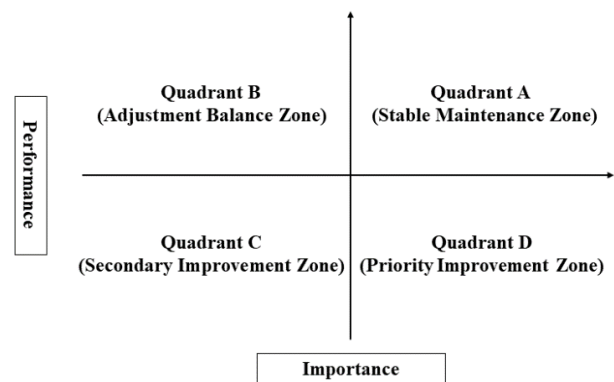 Quadrant B
(Adjustment Balance Zone)
Quadrant A
(Stable Maintenance Zone)
Performance
Quadrant C
(Secondary Improvement Zone)
Quadrant D
(Priority Improvement Zone)
Importance